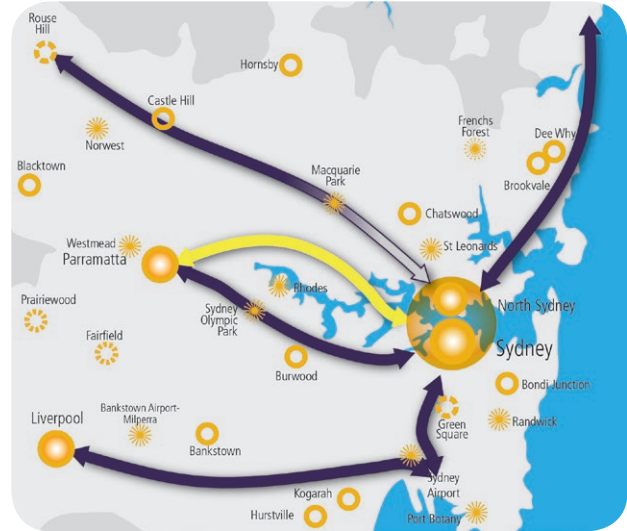 Rouse
Hill
Hornsby
Castle Hill
Norwest
Frenchs
Forest
Dee Why
Brookvale
Blacktown
Macquarie
Park
Chatswood
St Leonards
Westmead
Parramatta
Rhodes
Sydney
Olympic
Park
North Sydney
Sydney
Prairiewood
Fairfield
Burwood
Bondi Junction
Liverpool
Bankstown Airport-
Milperra
Bankstown
Green
Square
Randwick
Sydney
Airport
Kogarah
Hurstville
Port Botany